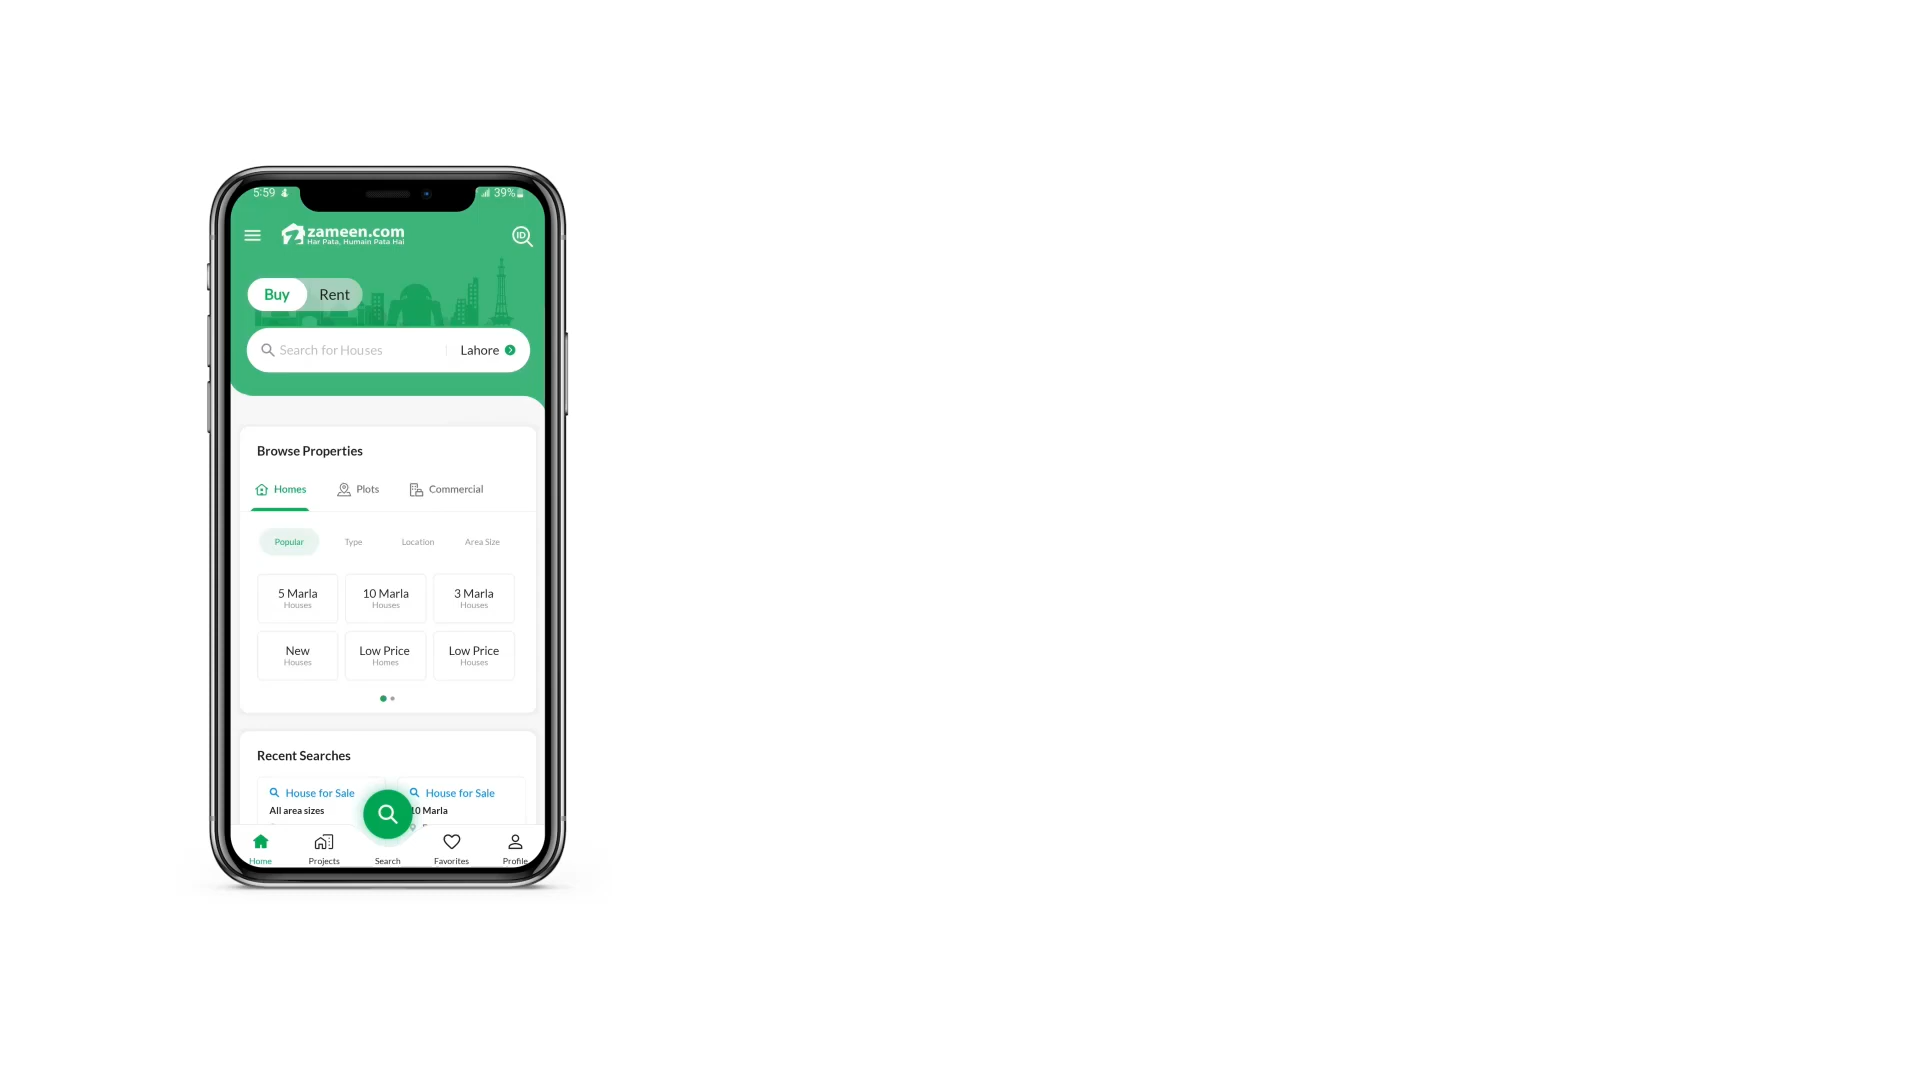 5:59
39%
zameen.com
Har Pata, Humain Pata Hai
ID
Buy Rent
Search for Houses Lahore
Browse Properties
Homes Plots Commercial
Popular Type Location Area Size
5 Marla 10 Marla 3 Marla
Houses Houses Houses
New Low Price Low Price
Houses Homes Houses
Recent Searches
House for Sale House for Sale
All area sizes 10 Marla
Home Projects Search Favorites Profile